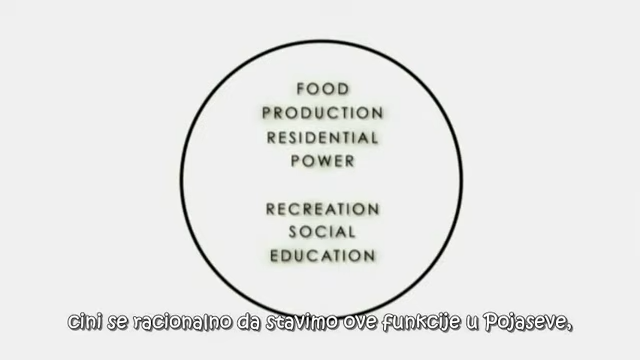 FOOD
PRODUCTION
RESIDENTIAL
POWER
RECREATION
SOCIAL
EDUCATION
cini se racionalno da stavimo ove funkcije u Pojaseve,